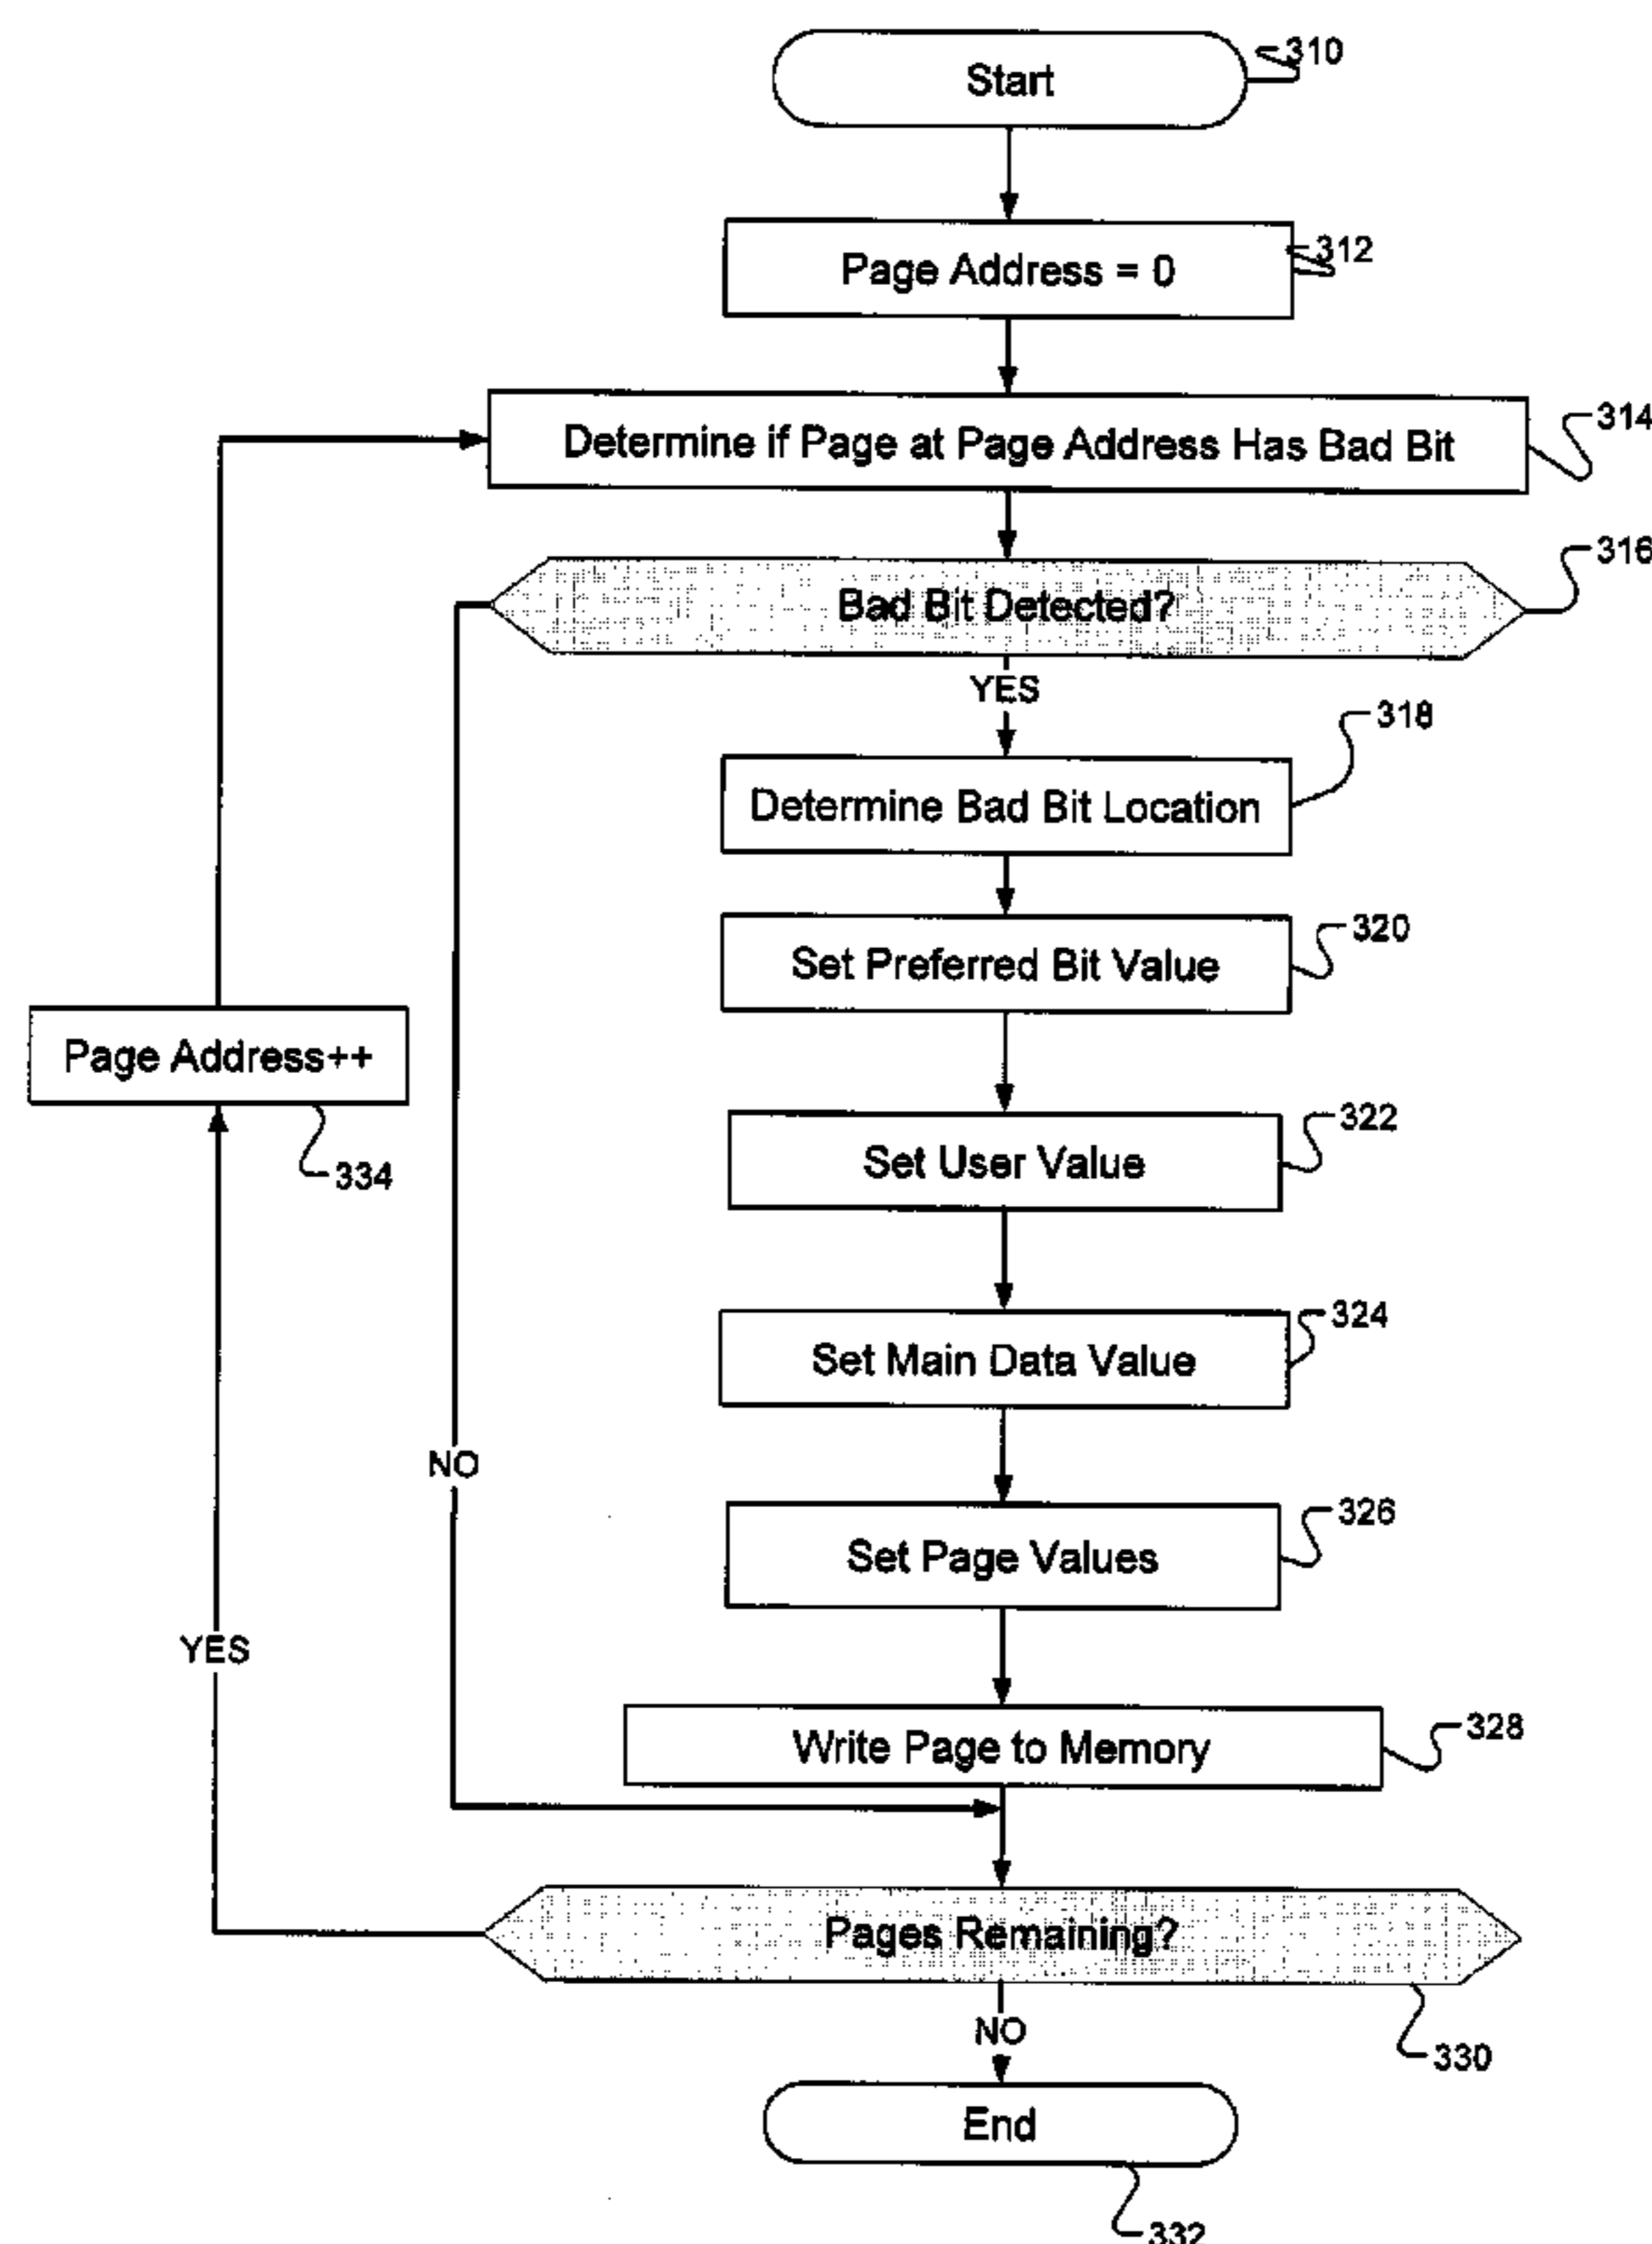 Start
310
Page Address = 0
312
Determine if Page at Page Address Has Bad Bit
314
Bad Bit Detected?
316
YES
Determine Bad Bit Location
318
Set Preferred Bit Value
320
Page Address++
334
Set User Value
322
Set Main Data Value
324
NO
Set Page Values
326
YES
Write Page to Memory
328
Pages Remaining?
330
NO
End
332